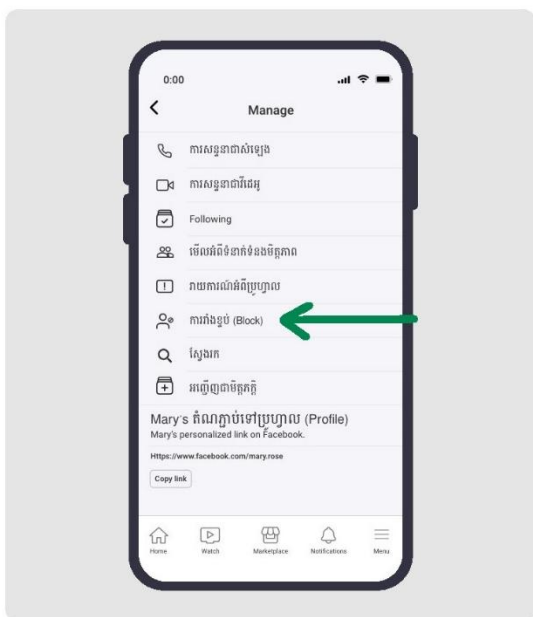 0:00
Manage
ការសន្ទនាជាសំឡេង
ការសន្ទនាជាវីដេអូ
Following
មើលអំពីទំនាក់ទំនងមិត្តភាព
រាយការណ៍អំពីប្រូហ្វាល
ការរាំងខ្ទប់ (Block)
ស្វែងរក
អញ្ជើញជាមិត្តភក្តិ
Mary's តំណភ្ជាប់ទៅប្រូហ្វាល (Profile)
Mary's personalized link on Facebook.
Https://www.facebook.com/mary.rose
Copy link
Home Watch Marketplace Notifications Menu